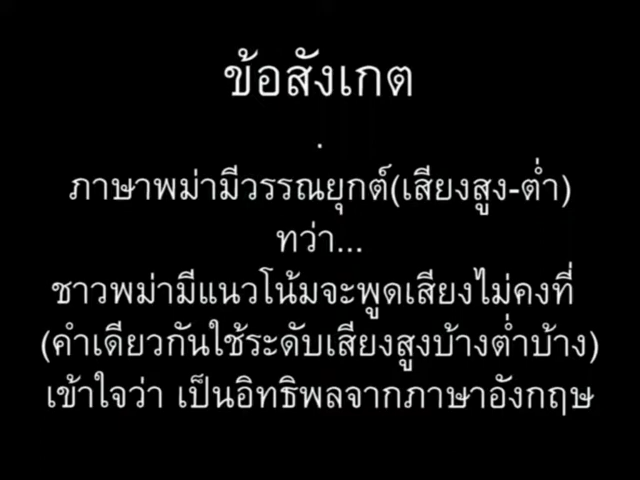 ข้อสังเกต
.
ภาษาพม่ามีวรรณยุกต์(เสียงสูง-ต่ำ)
ทว่า...
ชาวพม่ามีแนวโน้มจะพูดเสียงไม่คงที่
(คำเดียวกันใช้ระดับเสียงสูงบ้างต่ำบ้าง)
เข้าใจว่า เป็นอิทธิพลจากภาษาอังกฤษ